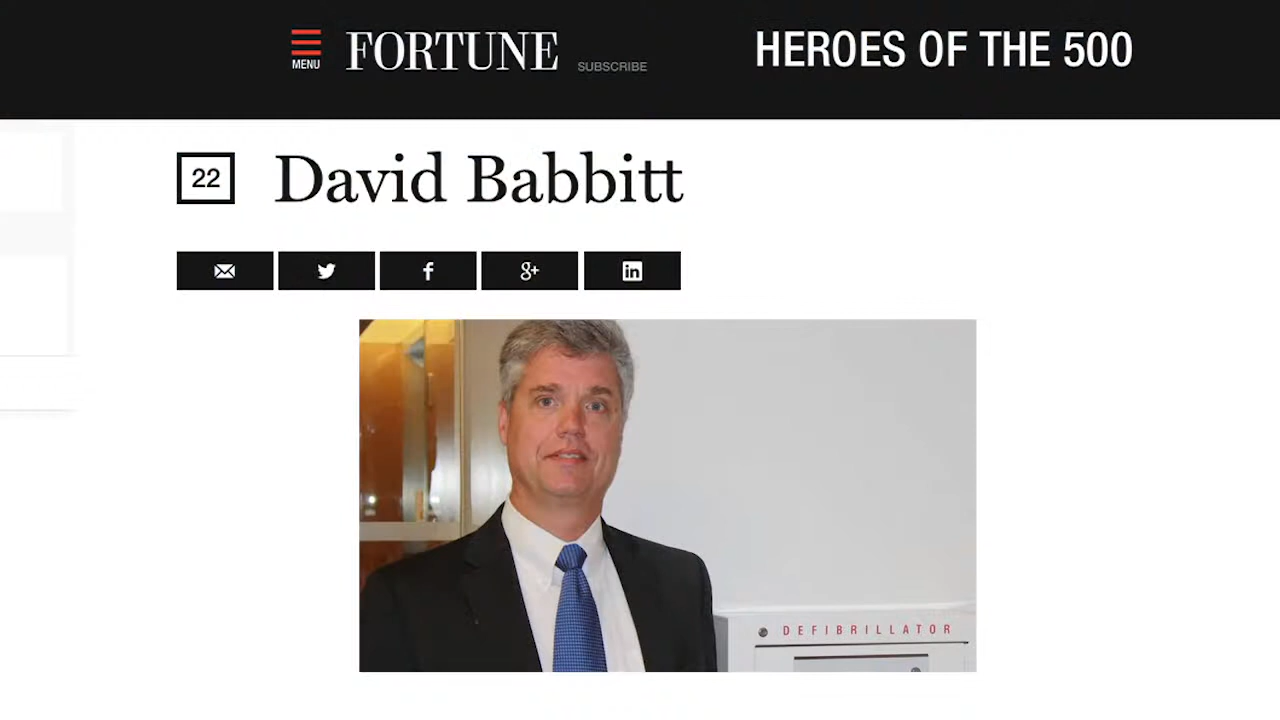 MENU
FORTUNE
SUBSCRIBE
HEROES OF THE 500
22
David Babbitt
DEFIBRILLATOR